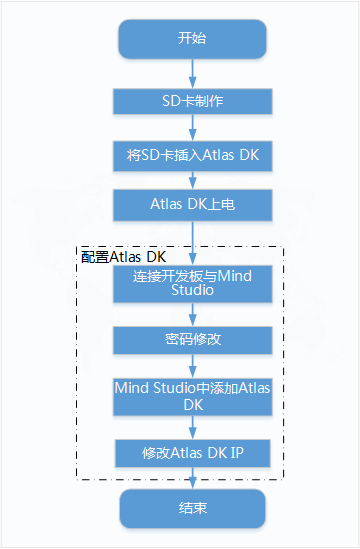 开始
SD卡制作
将SD卡插入Atlas DK
Atlas DK上电
配置Atlas DK
连接开发板与Mind
Studio
密码修改
Mind Studio中添加Atlas
DK
修改Atlas DK IP
结束